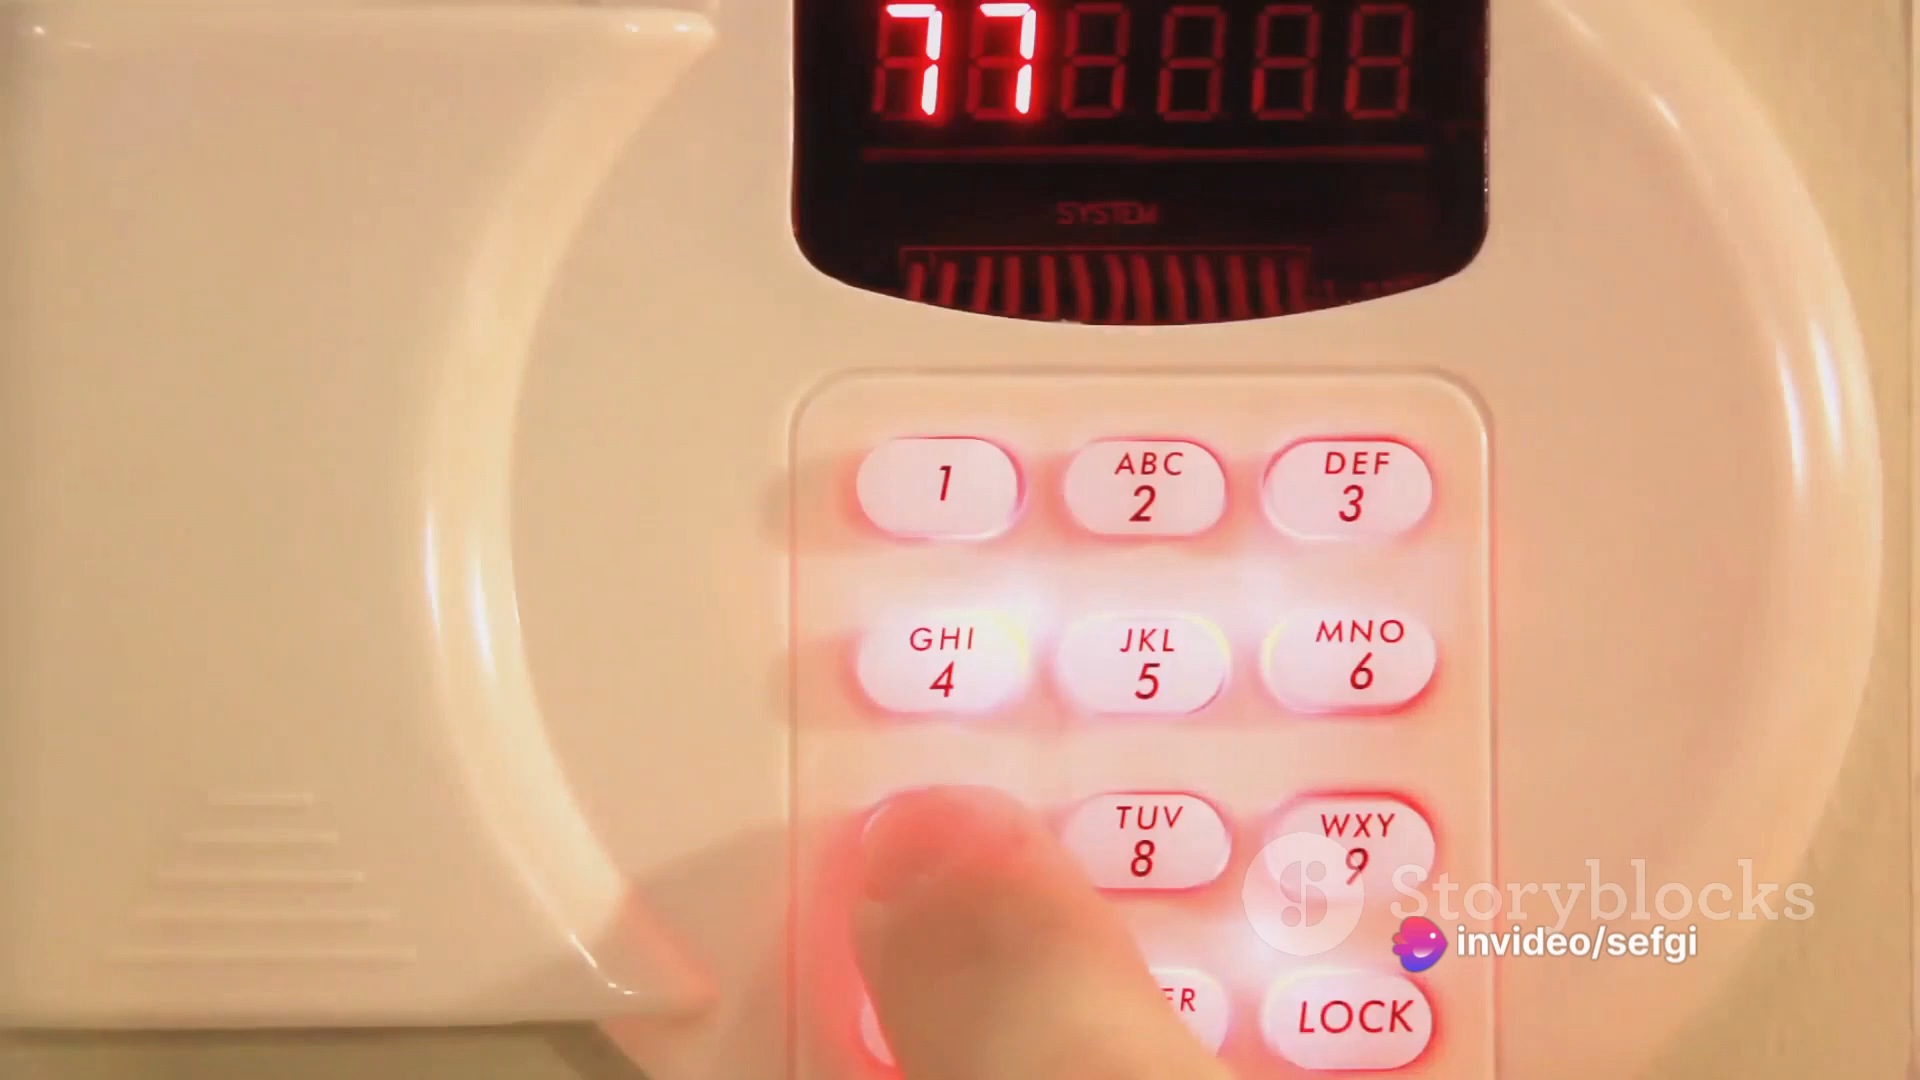 77
SYSTEM
1
ABC
2
DEF
3
GHI
4
JKL
5
MNO
6
TUV
8
WXY
9
Storyblocks
invideo/sefgi
ER
LOCK